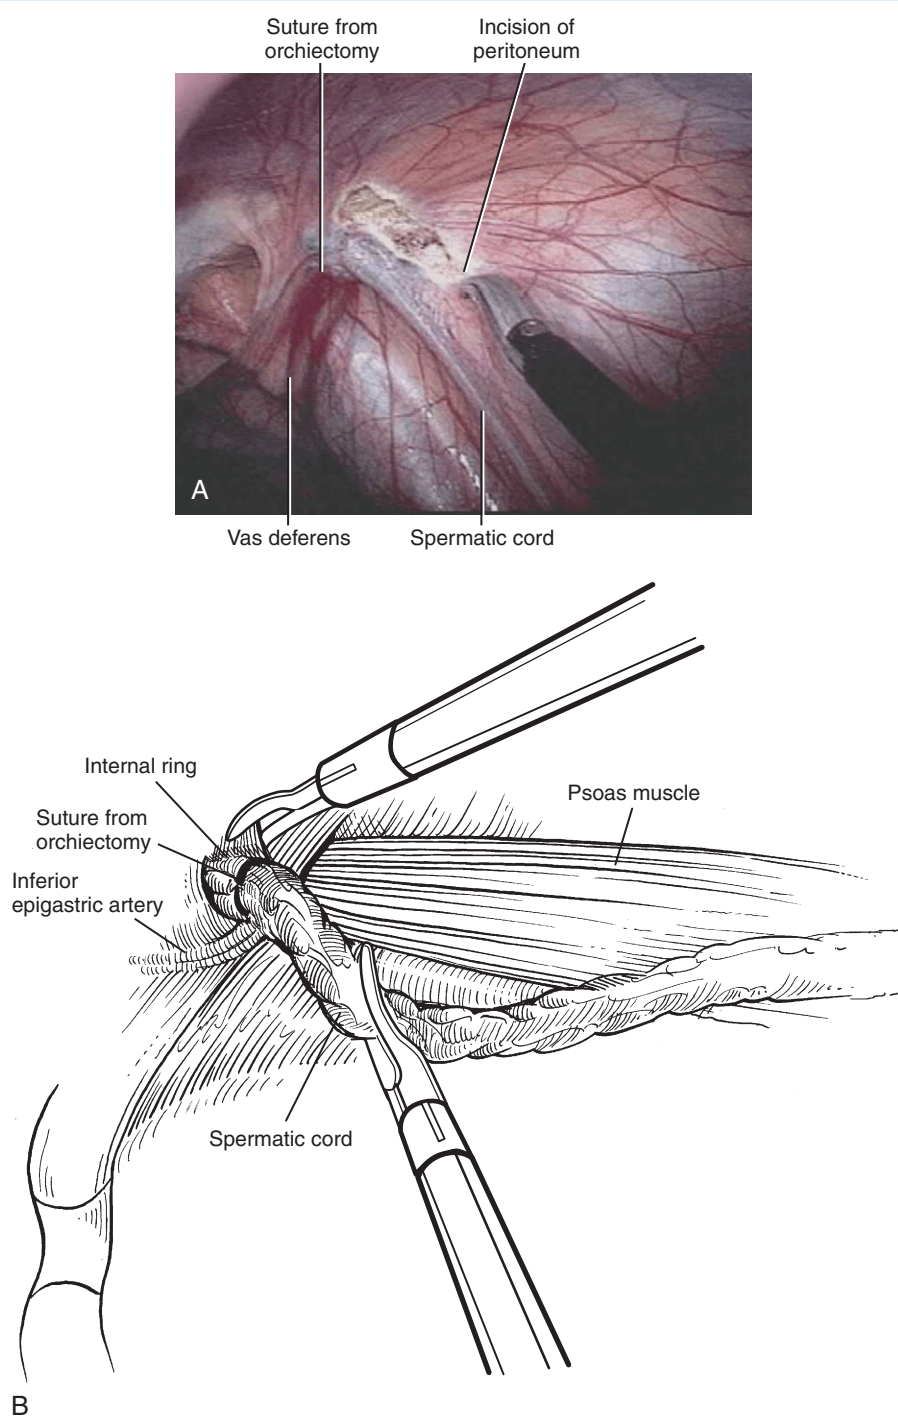 Suture from
orchiectomy
Incision of
peritoneum
A
Vas deferens
Spermatic cord
Internal ring
Suture from
orchiectomy
Inferior
epigastric artery
Psoas muscle
Spermatic cord
B